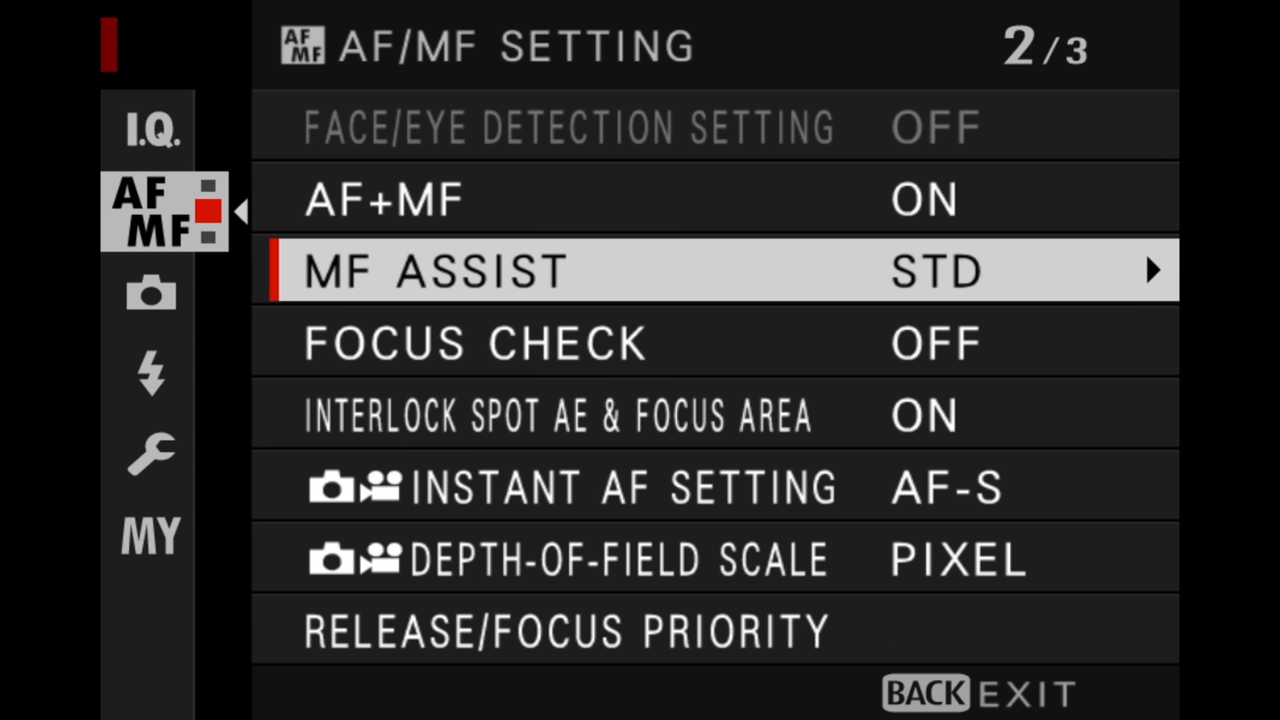 AF MF AF/MF SETTING 2/3
I.Q.
AF
MF
MY
FACE/EYE DETECTION SETTING OFF
AF+MF ON
MF ASSIST STD
FOCUS CHECK OFF
INTERLOCK SPOT AE & FOCUS AREA ON
INSTANT AF SETTING AF-S
DEPTH-OF-FIELD SCALE PIXEL
RELEASE/FOCUS PRIORITY
BACK EXIT